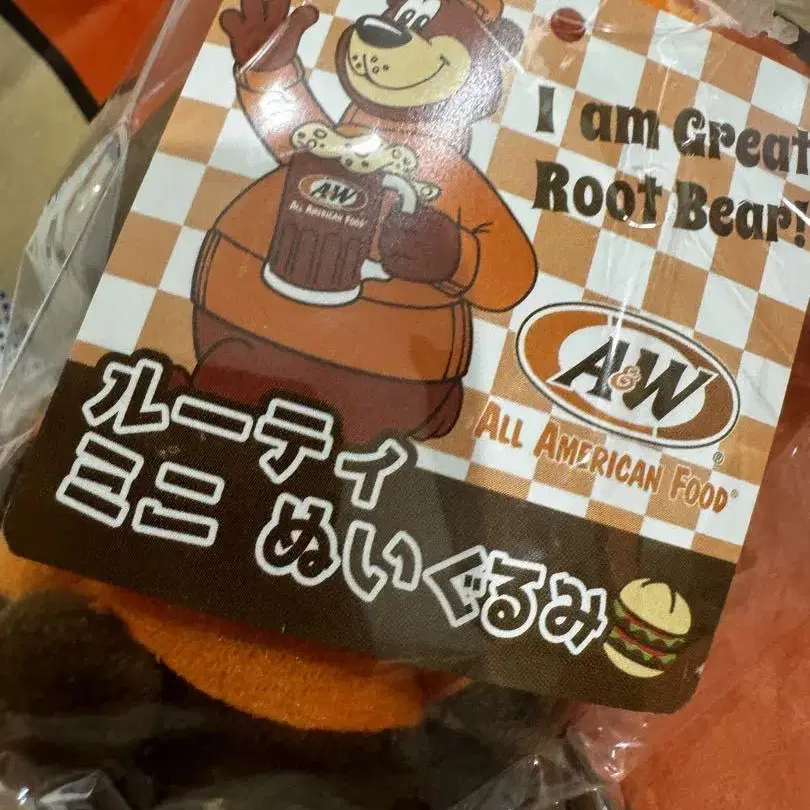 I am Great
Root Bear!
A&W
ALL AMERICAN FOOD
A&W
ALL AMERICAN FOOD®
ルーティ
ミニ ぬいぐるみ